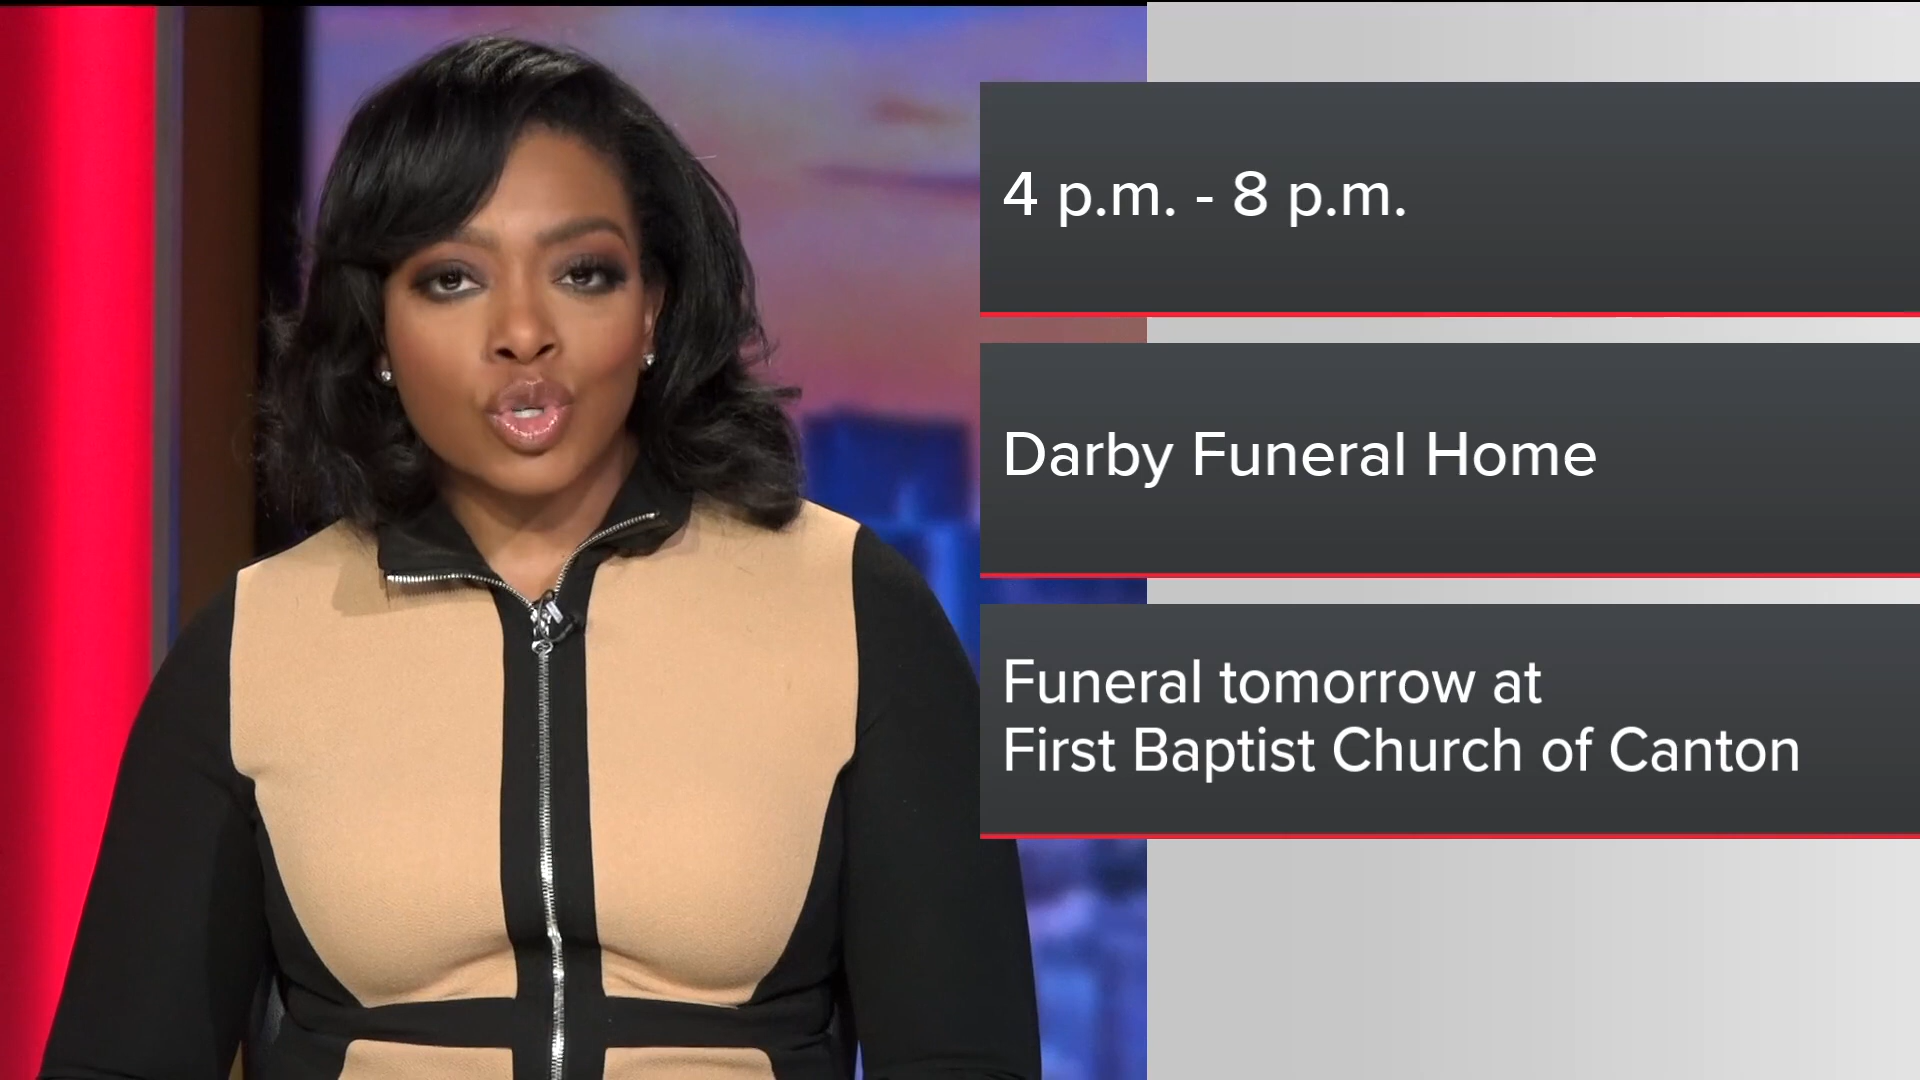 4 p.m. - 8 p.m.
Darby Funeral Home
Funeral tomorrow at
First Baptist Church of Canton